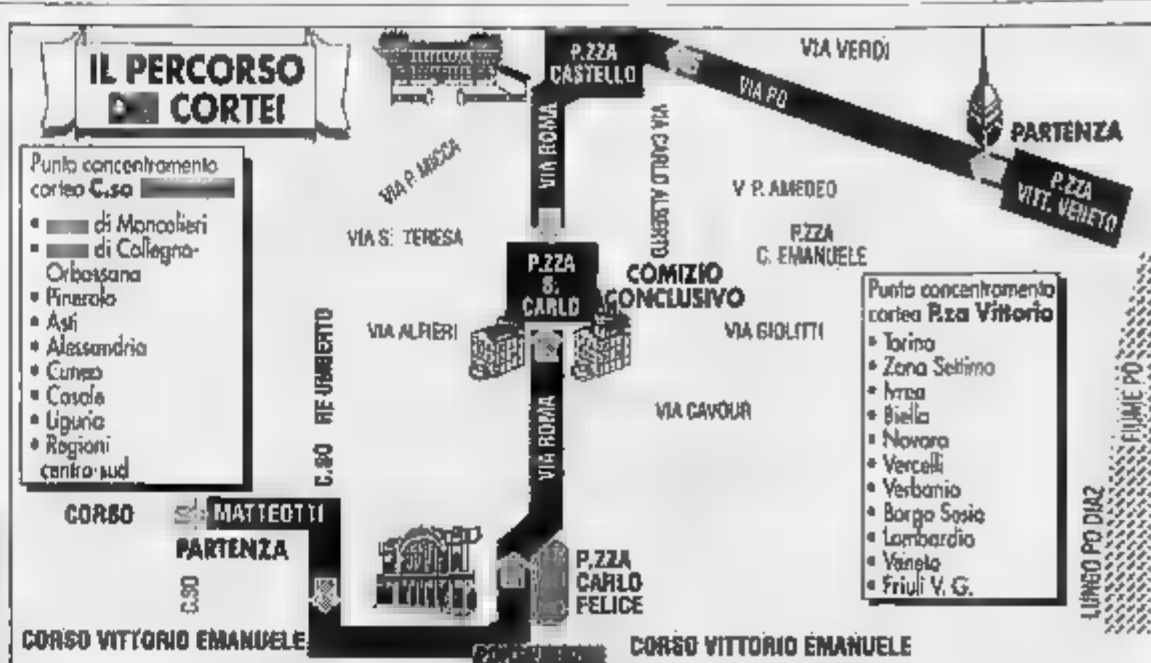 IL PERCORSO
CORTEI
Punto concentramento
corteo C.so
di Moncalieri
di Collegno-
Orbassano
Pinerolo
Asti
Alessandria
Cuneo
Casale
Liguria
Regioni
centro-sud
P.ZZA
CASTELLO
VIA VERDI
VIA PO
PARTENZA
P.ZZA
VITT. VENETO
VIA ROMA
VIA CARLO ALBERTO
VIA P. MICCA
V. P. AMEDEO
VIA S. TERESA
P.ZZA
C. EMANUELE
P.ZZA
S.
CARLO
COMIZIO
CONCLUSIVO
VIA ALFIERI
VIA GIOLITTI
C.SO RE UMBERTO
VIA ROMA
VIA CAVOUR
Punto concentramento
corteo P.za Vittorio
Torino
Zona Settimo
Ivrea
Biella
Novara
Vercelli
Verbania
Borgo Sesia
Lombardia
Veneto
Friuli V. G.
FIUME PO
LUNGO PO DIAZ
CORSO
MATTEOTTI
PARTENZA
C.SO
P.ZZA
CARLO
FELICE
CORSO VITTORIO EMANUELE
CORSO VITTORIO EMANUELE